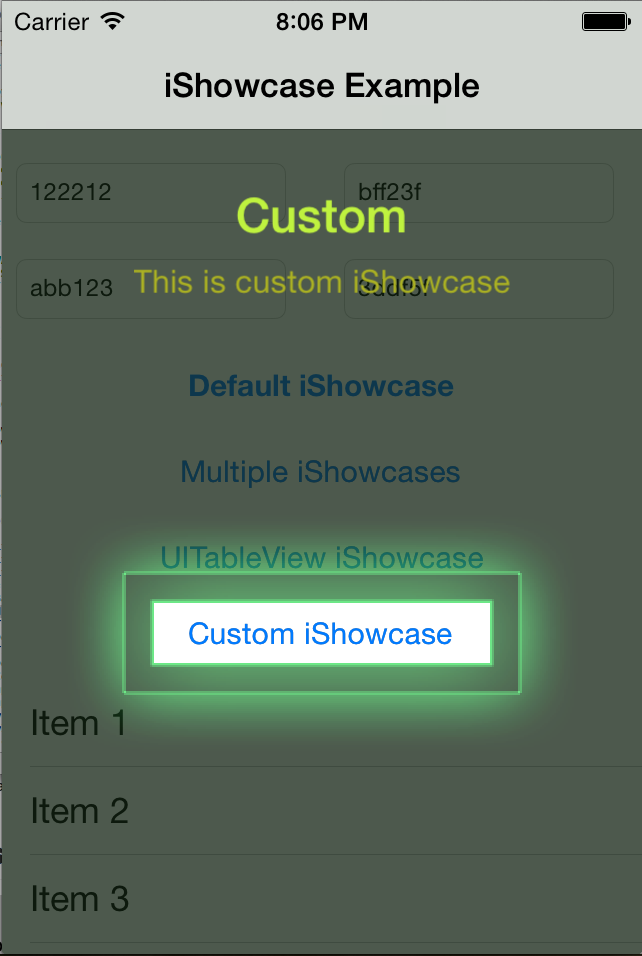 Carrier 8:06 PM
iShowcase Example
122212 bff23f
Custom
abb123
This is custom iShowcase
Default iShowcase
Multiple iShowcases
UITableView iShowcase
Custom iShowcase
Item 1
Item 2
Item 3